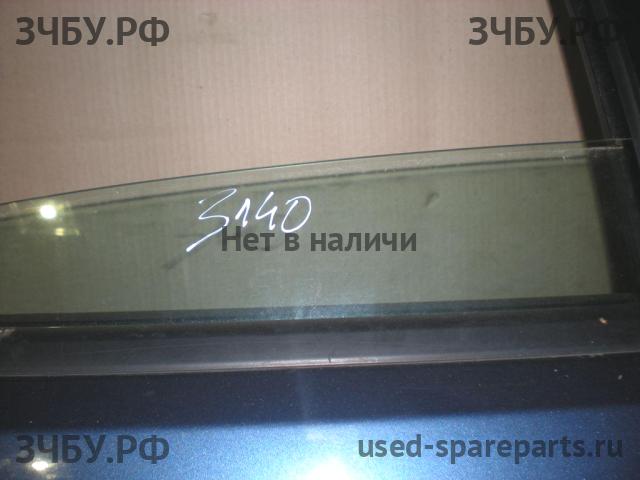 ЗЧБУ.РФ ЗЧБУ.РФ
3140
Нет в наличи
ЗЧБУ.РФ used-spareparts.ru